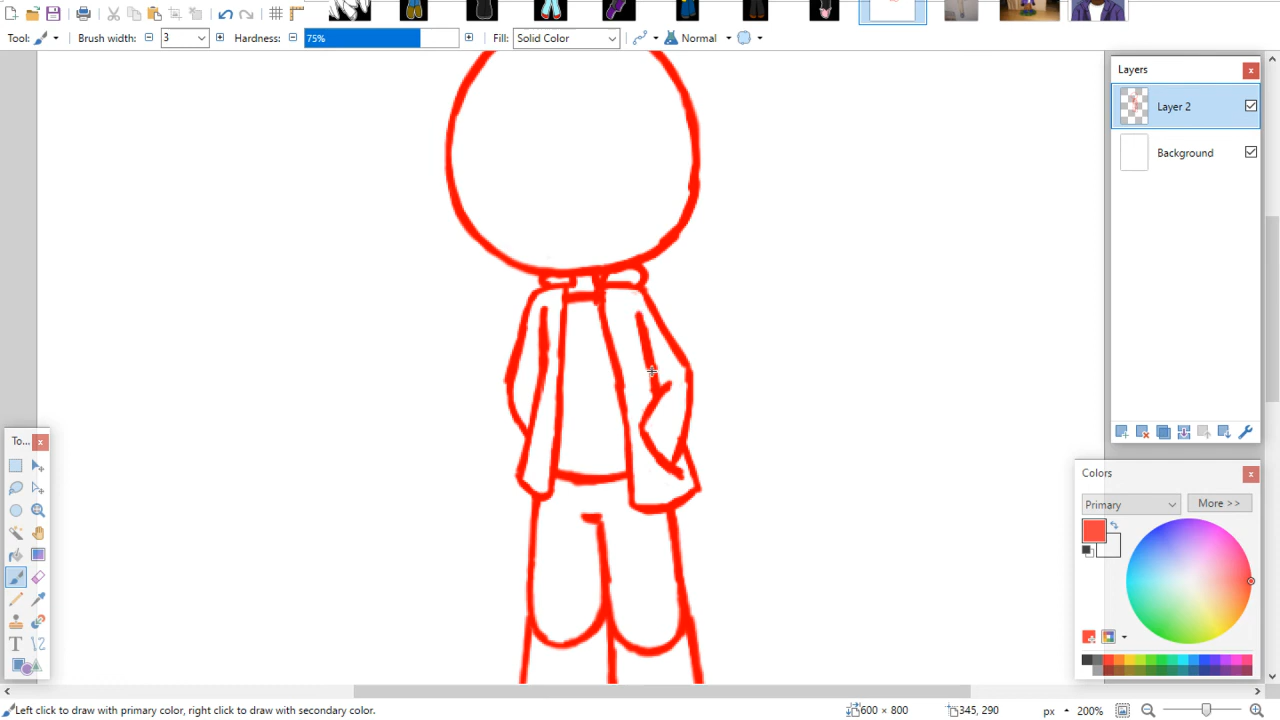 Tool:
Brush width: 3 Hardness: 75% Fill: Solid Color Normal
Layers
Layer 2
Background
To...
Colors
Primary More >>
Left click to draw with primary color, right click to draw with secondary color. 600 × 800 345, 290 px 200%